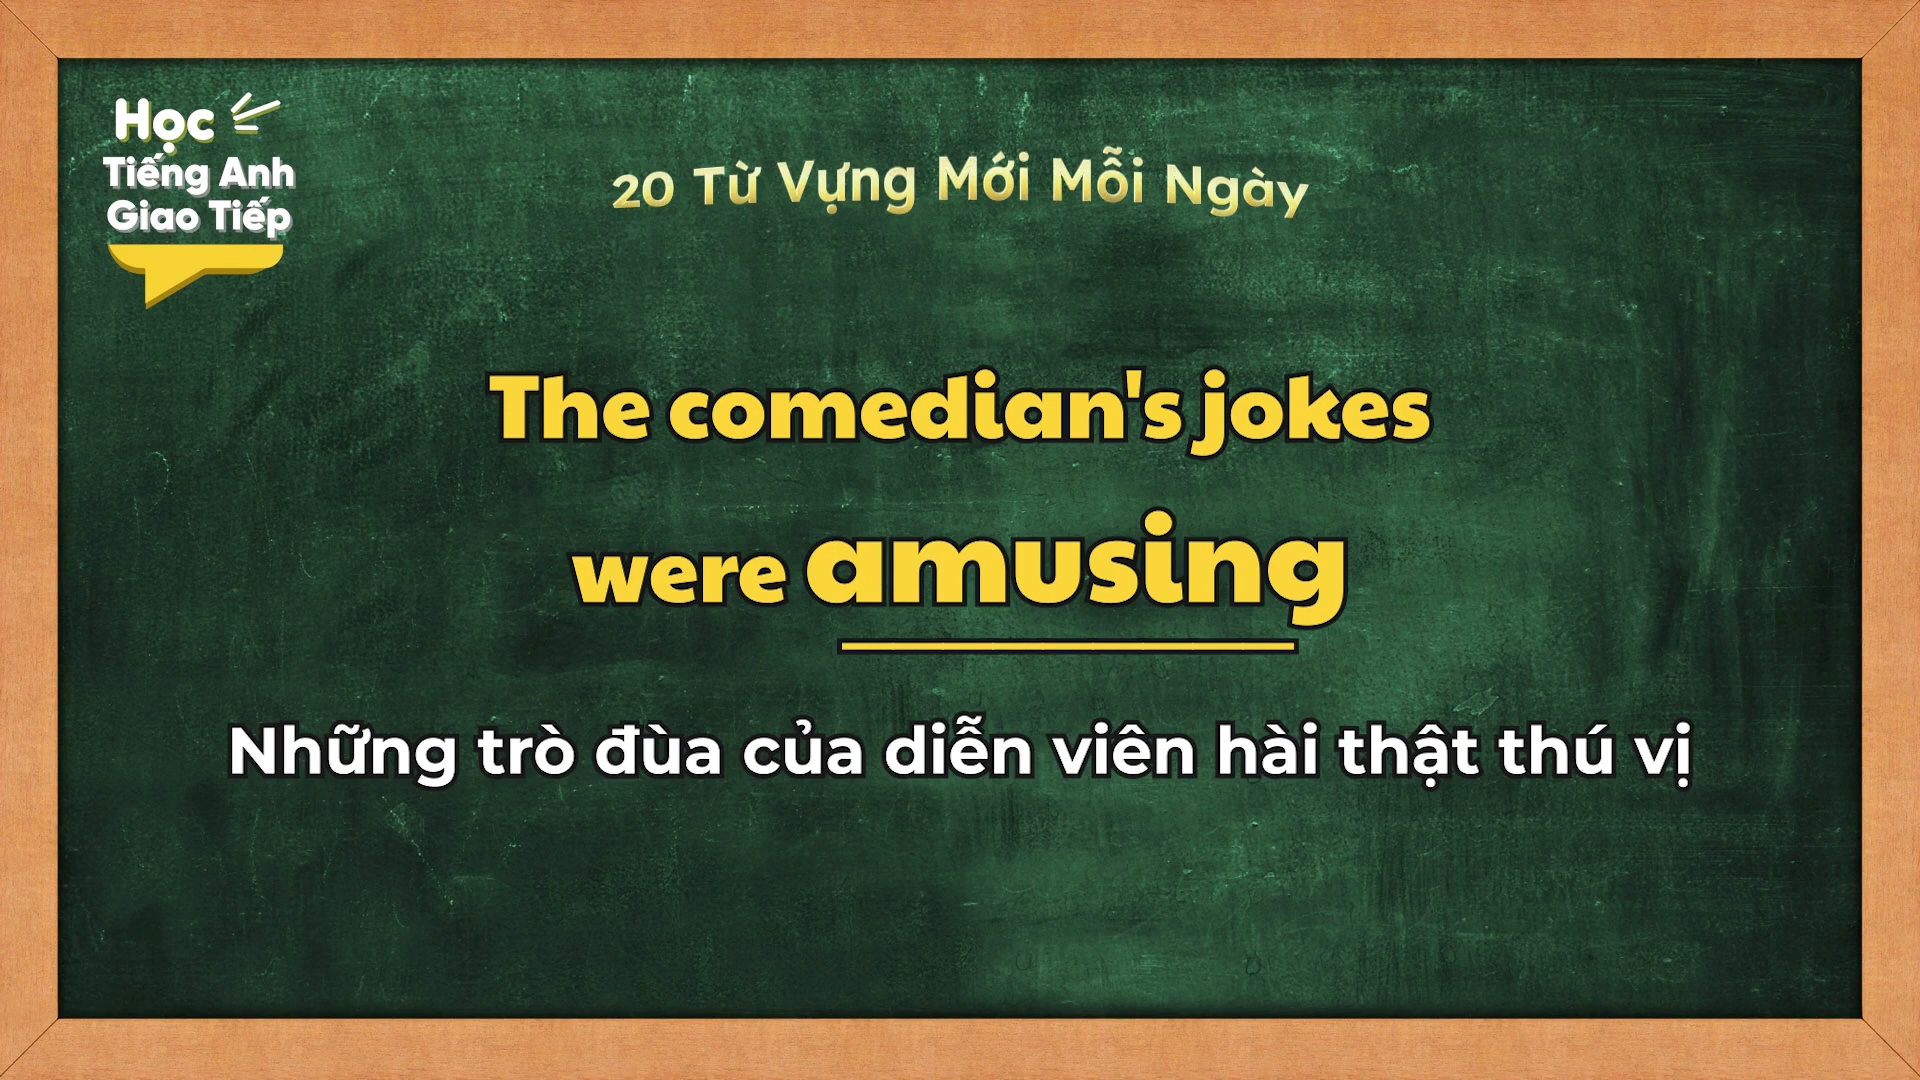 Học
Tiếng Anh
Giao Tiếp
20 Từ Vựng Mới Mỗi Ngày
The comedian's jokes
were amusing
Những trò đùa của diễn viên hài thật thú vị